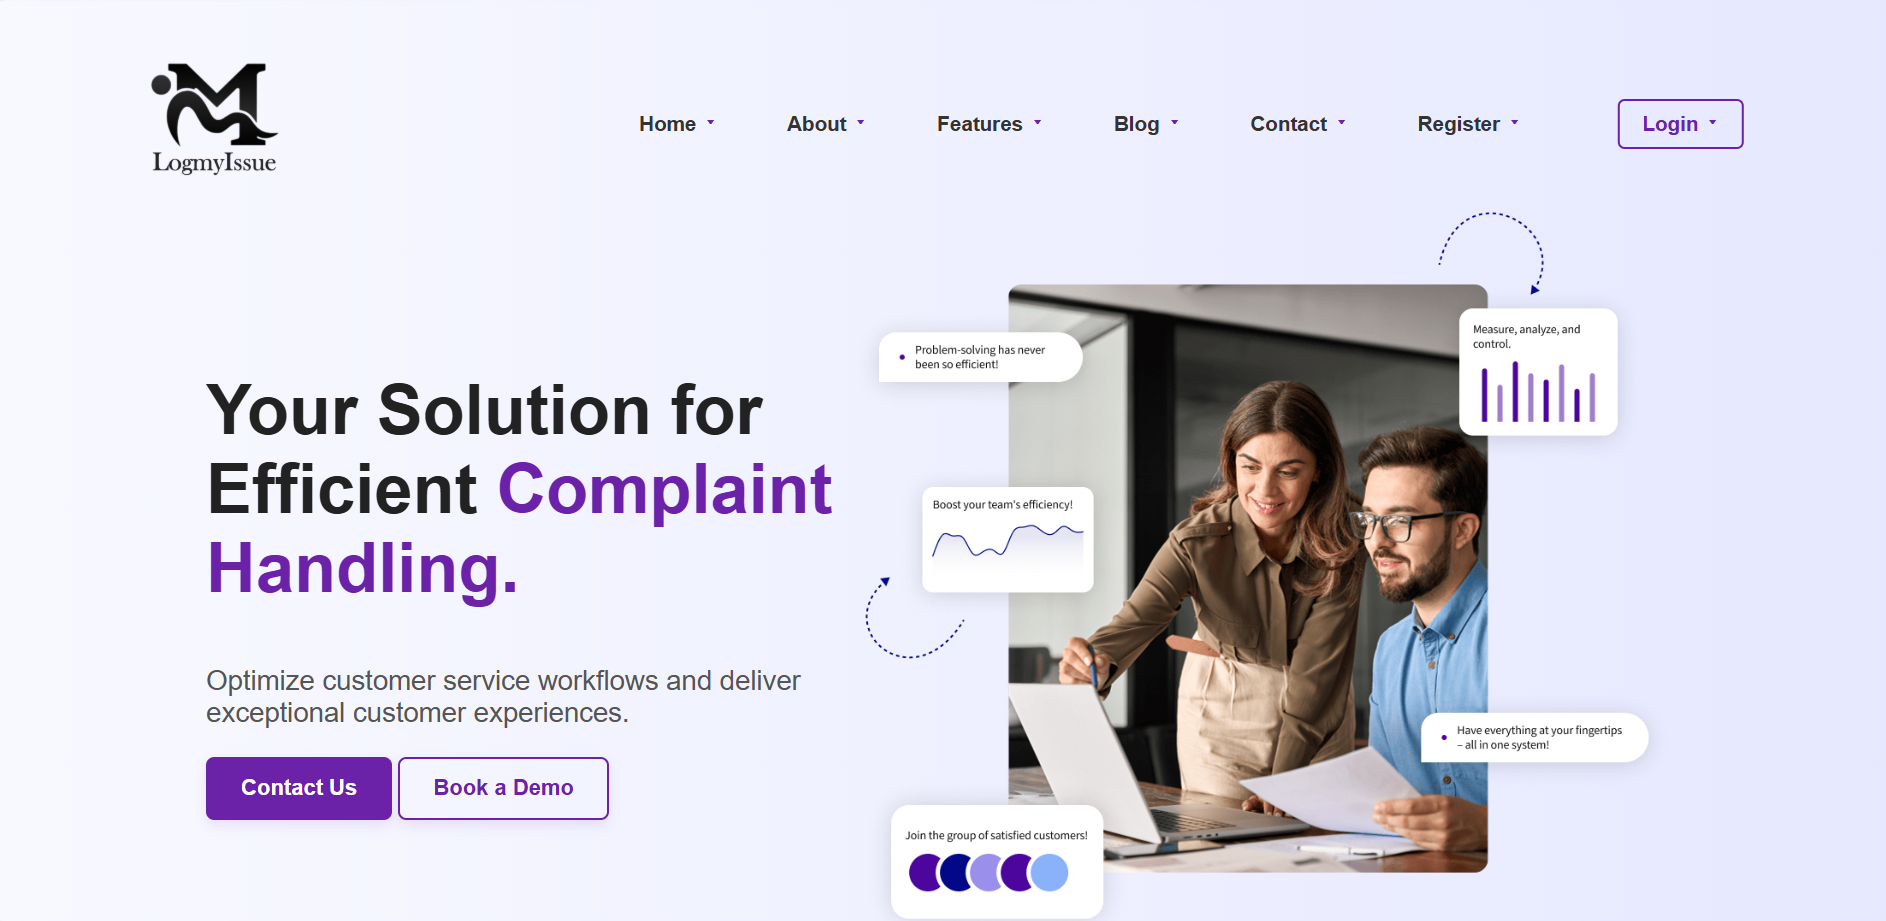 LogmyIssue
Home
About
Features
Blog
Contact
Register
Login
Your Solution for
Efficient Complaint
Handling.
Optimize customer service workflows and deliver
exceptional customer experiences.
Contact Us
Book a Demo
Problem-solving has never
been so efficient!
Measure, analyze, and
control.
Boost your team's efficiency!
Have everything at your fingertips
– all in one system!
Join the group of satisfied customers!